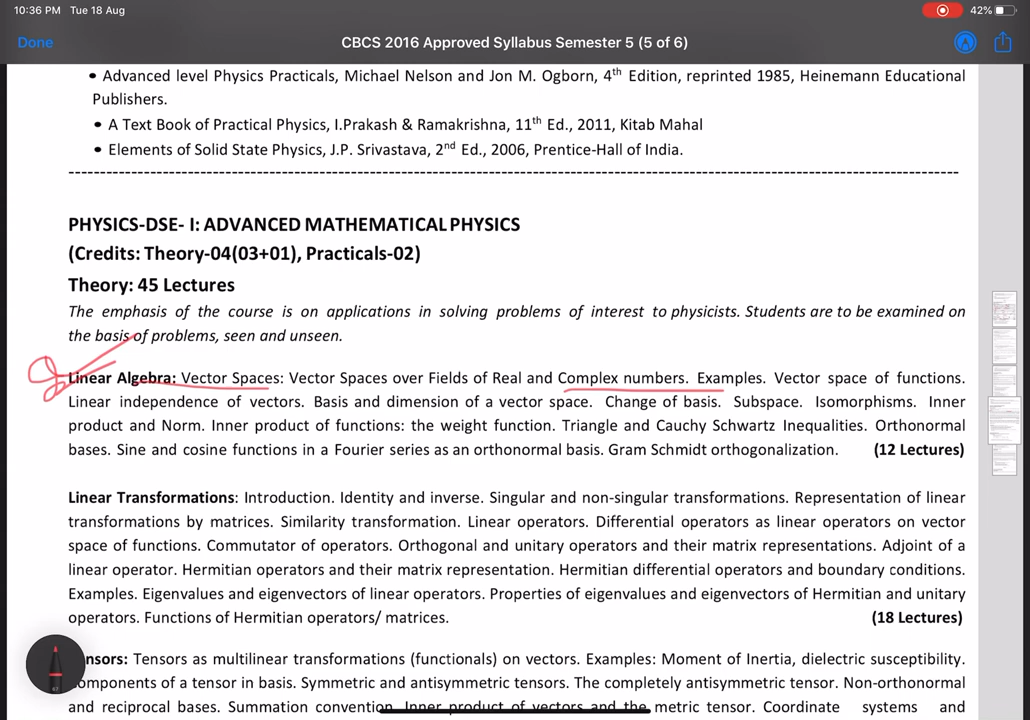 10:36 PM Tue 18 Aug
42%
Done
CBCS 2016 Approved Syllabus Semester 5 (5 of 6)
• Advanced level Physics Practicals, Michael Nelson and Jon M. Ogborn, 4th Edition, reprinted 1985, Heinemann Educational
Publishers.
• A Text Book of Practical Physics, I.Prakash & Ramakrishna, 11th Ed., 2011, Kitab Mahal
• Elements of Solid State Physics, J.P. Srivastava, 2nd Ed., 2006, Prentice-Hall of India.
PHYSICS-DSE- I: ADVANCED MATHEMATICAL PHYSICS
(Credits: Theory-04(03+01), Practicals-02)
Theory: 45 Lectures
The emphasis of the course is on applications in solving problems of interest to physicists. Students are to be examined on
the basis of problems, seen and unseen.
Linear Algebra: Vector Spaces: Vector Spaces over Fields of Real and Complex numbers. Examples. Vector space of functions.
Linear independence of vectors. Basis and dimension of a vector space. Change of basis. Subspace. Isomorphisms. Inner
product and Norm. Inner product of functions: the weight function. Triangle and Cauchy Schwartz Inequalities. Orthonormal
bases. Sine and cosine functions in a Fourier series as an orthonormal basis. Gram Schmidt orthogonalization. (12 Lectures)
Linear Transformations: Introduction. Identity and inverse. Singular and non-singular transformations. Representation of linear
transformations by matrices. Similarity transformation. Linear operators. Differential operators as linear operators on vector
space of functions. Commutator of operators. Orthogonal and unitary operators and their matrix representations. Adjoint of a
linear operator. Hermitian operators and their matrix representation. Hermitian differential operators and boundary conditions.
Examples. Eigenvalues and eigenvectors of linear operators. Properties of eigenvalues and eigenvectors of Hermitian and unitary
operators. Functions of Hermitian operators/ matrices. (18 Lectures)
nsors: Tensors as multilinear transformations (functionals) on vectors. Examples: Moment of Inertia, dielectric susceptibility.
omponents of a tensor in basis. Symmetric and antisymmetric tensors. The completely antisymmetric tensor. Non-orthonormal
and reciprocal bases. Summation convention. Inner product of vectors and the metric tensor. Coordinate systems and